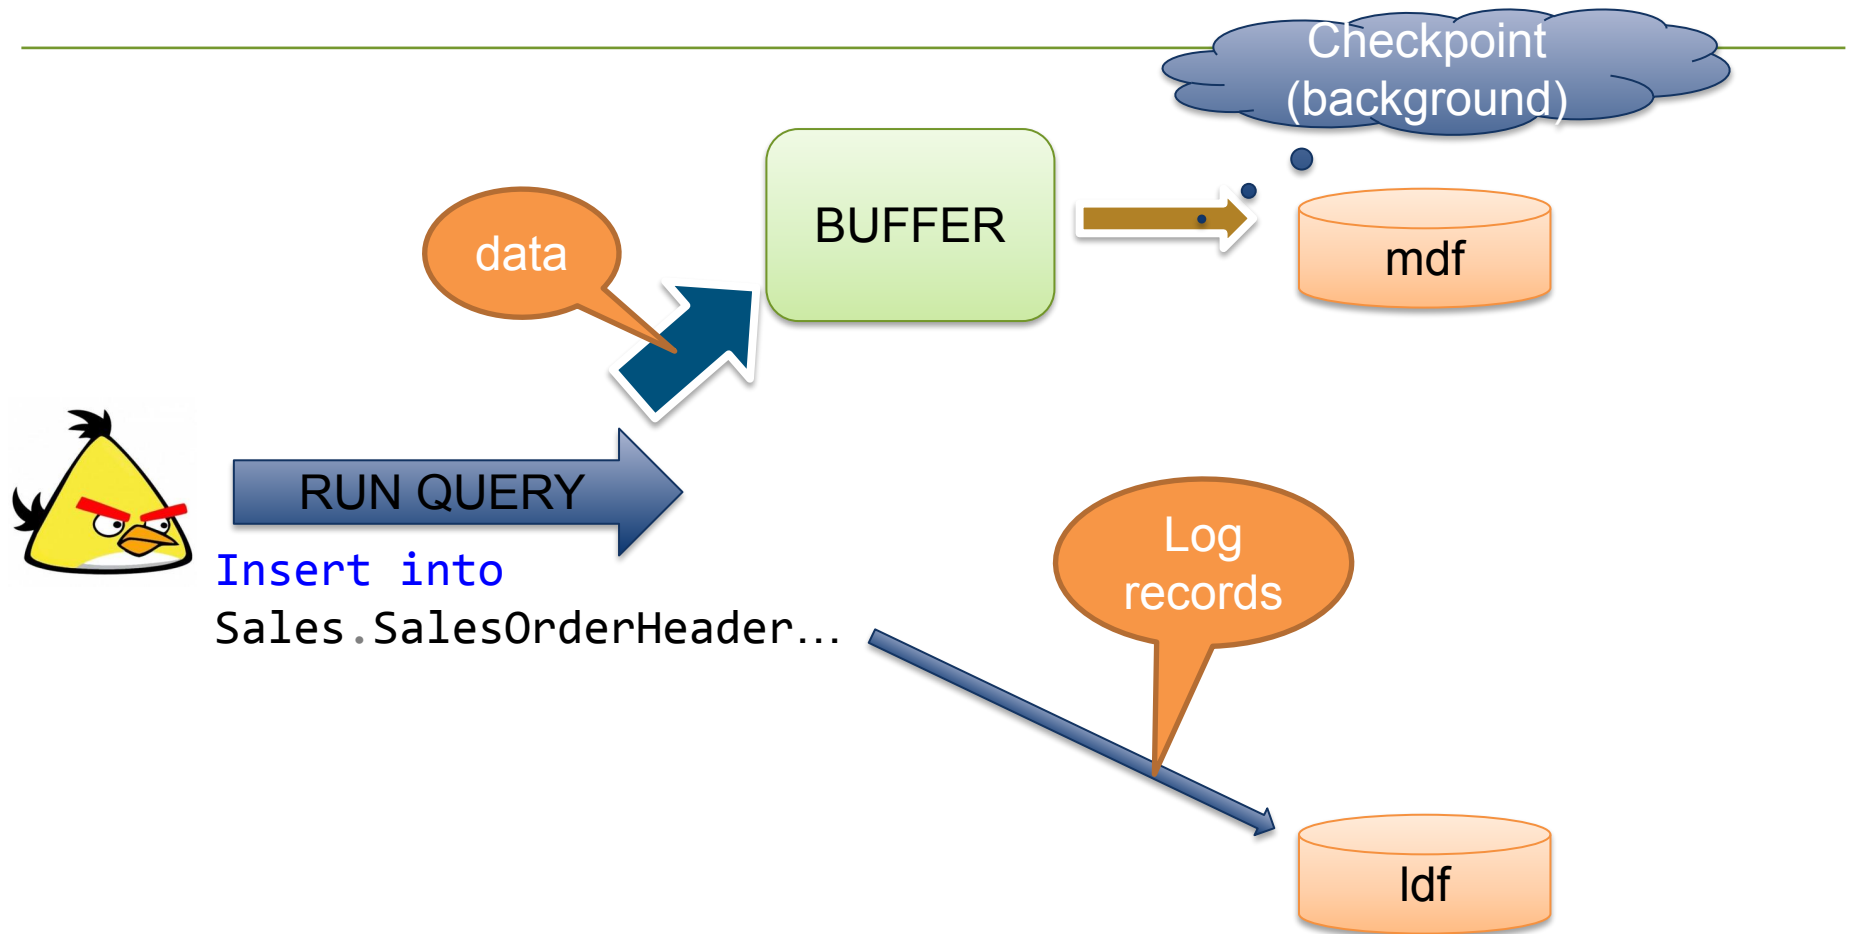 Checkpoint
(background)
BUFFER
data
mdf
RUN QUERY
Insert into
Sales.SalesOrderHeader…
Log
records
ldf